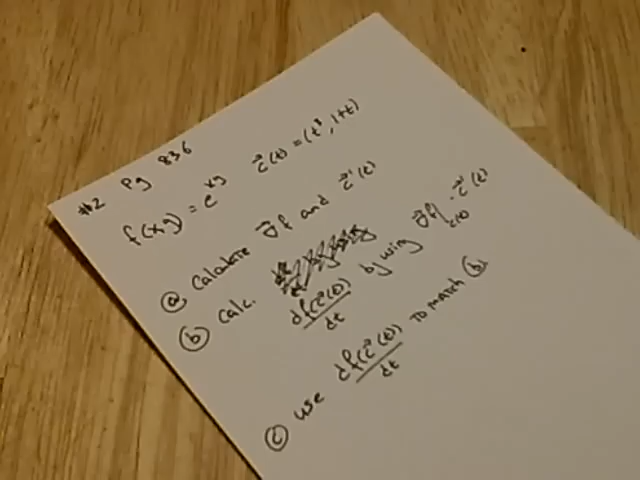 #2 Pg 836
f(x,y) = e^xy c⃗(t) = (t³, 1+t)
ⓐ Calculate ∇⃗f and c⃗'(t)
ⓑ Calc. df(c⃗(t))/dt by using ∇⃗f|c(t) · c⃗'(t)
ⓒ use df(c⃗(t))/dt to match ⓑ